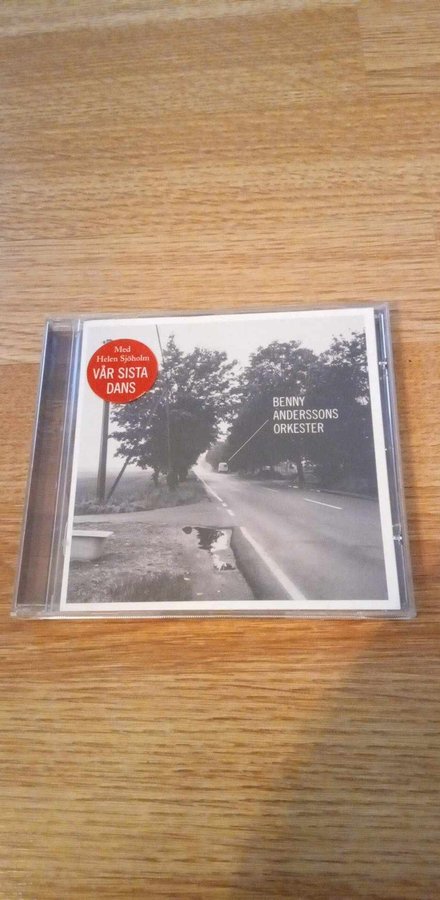 Med
Helen Sjöholm
VÅR SISTA
DANS
BENNY
ANDERSSONS
ORKESTER